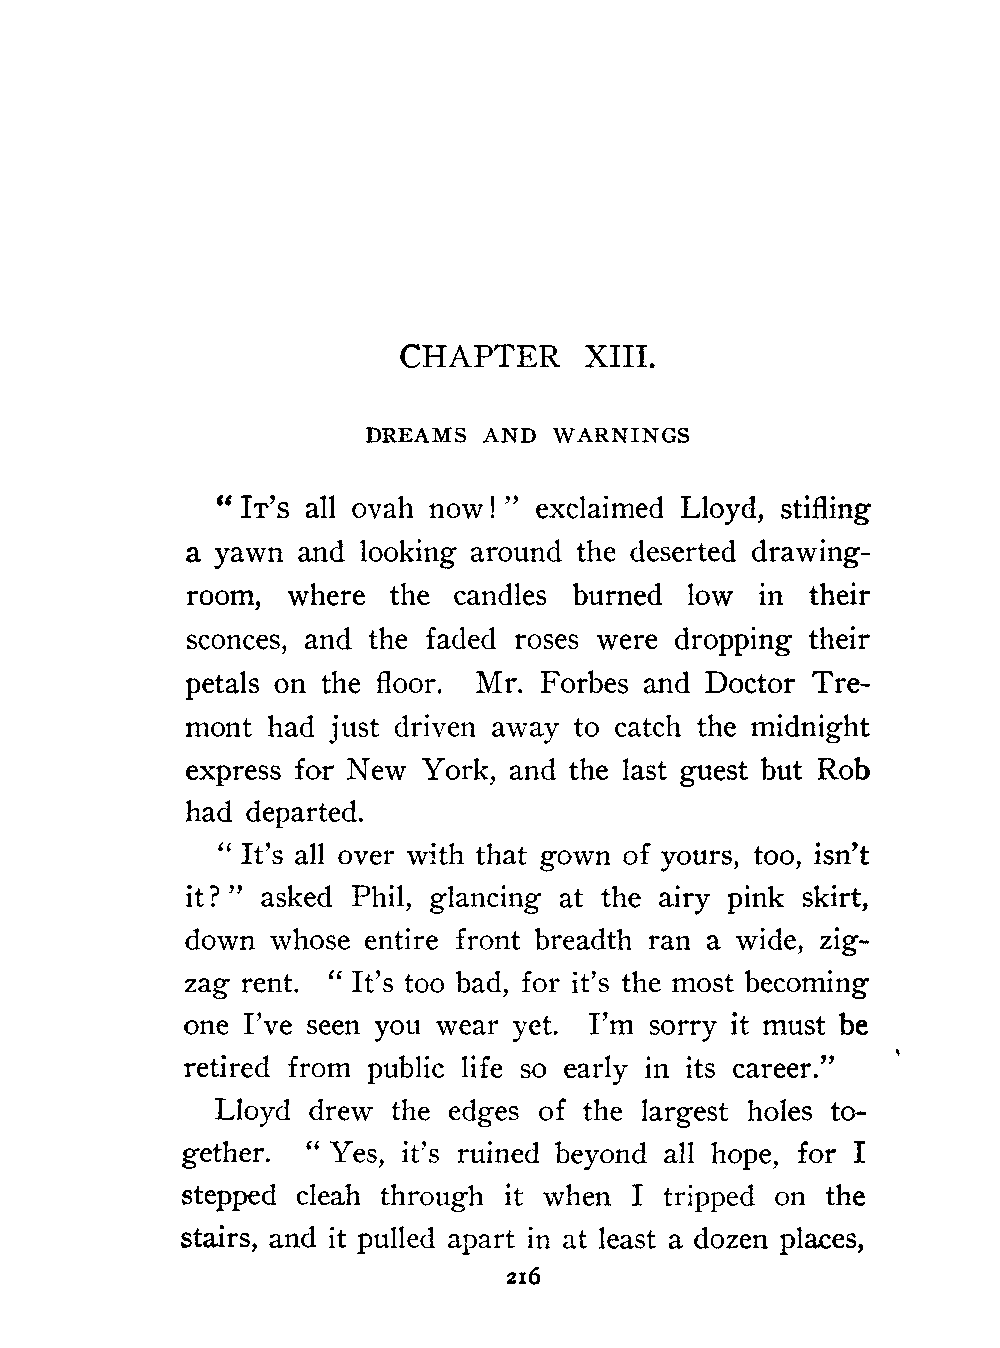 CHAPTER XIII.
DREAMS AND WARNINGS
“ IT’S all ovah now! ” exclaimed Lloyd, stifling
a yawn and looking around the deserted drawing-
room, where the candles burned low in their
sconces, and the faded roses were dropping their
petals on the floor. Mr. Forbes and Doctor Tre-
mont had just driven away to catch the midnight
express for New York, and the last guest but Rob
had departed.
“ It’s all over with that gown of yours, too, isn’t
it? ” asked Phil, glancing at the airy pink skirt,
down whose entire front breadth ran a wide, zig-
zag rent. “ It’s too bad, for it’s the most becoming
one I’ve seen you wear yet. I’m sorry it must be
retired from public life so early in its career.”
Lloyd drew the edges of the largest holes to-
gether. “ Yes, it’s ruined beyond all hope, for I
stepped cleah through it when I tripped on the
stairs, and it pulled apart in at least a dozen places,
216